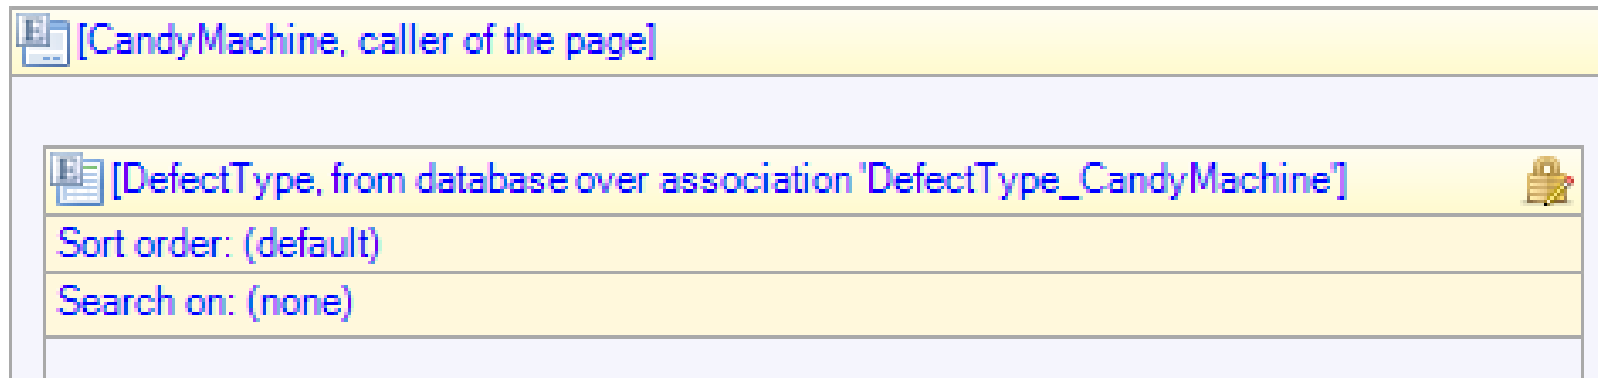 [CandyMachine, caller of the page]
[DefectType, from database over association 'DefectType_CandyMachine']
Sort order: (default)
Search on: (none)